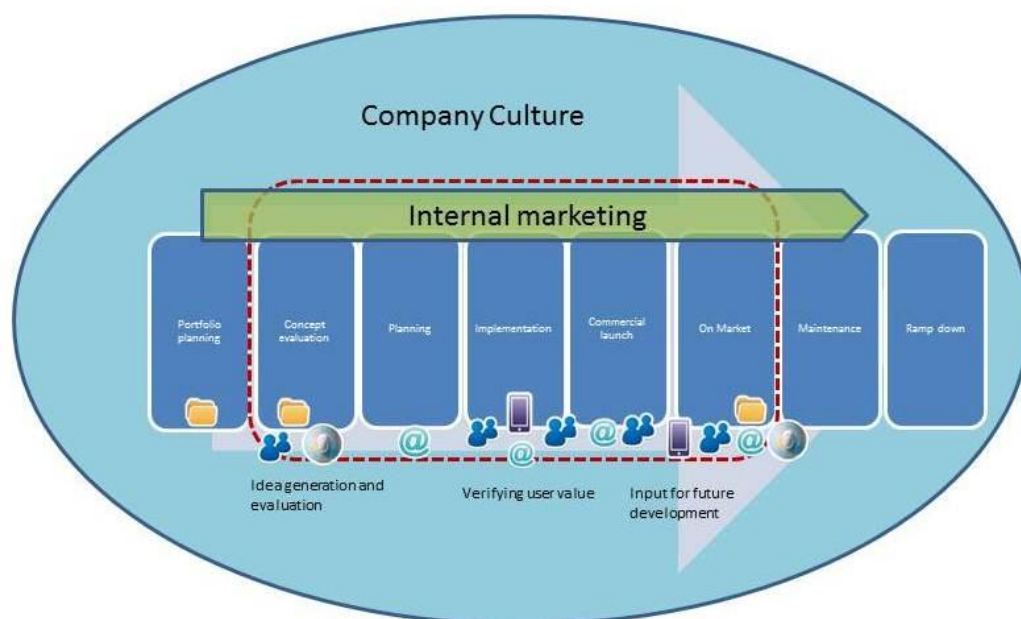 Company Culture
Internal marketing
Portfolio
planning
Concept
evaluation
Planning
Implementation
Commercial
launch
On Market
Maintenance
Ramp down
@
@
@
@
@
@
Idea generation and
evaluation
Verifying user value
Input for future
development